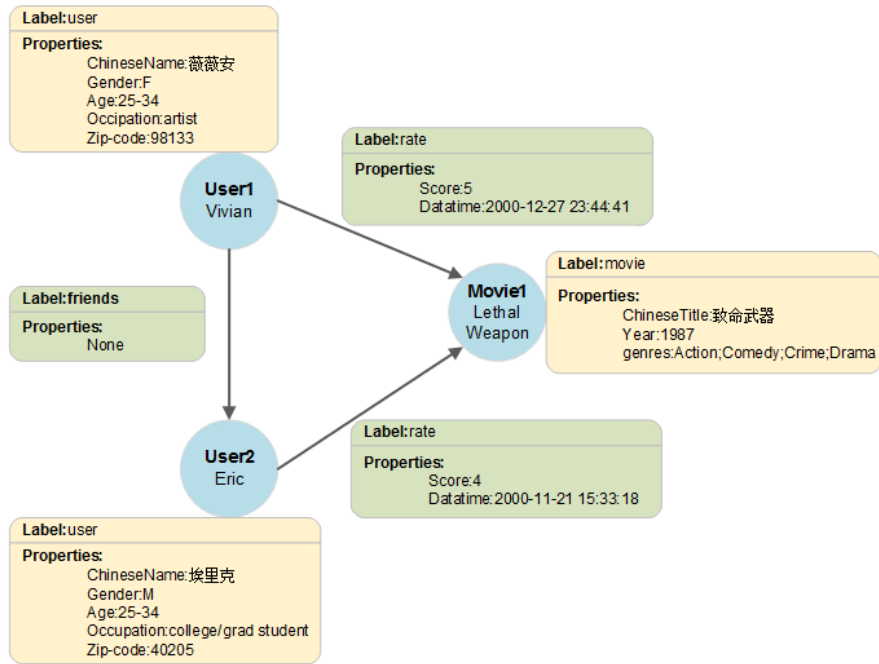 Label:user
Properties:
ChineseName:薇薇安
Gender:F
Age:25-34
Occipation:artist
Zip-code:98133
User1
Vivian
Label:rate
Properties:
Score:5
Datatime:2000-12-27 23:44:41
Label:friends
Properties:
None
Movie1
Lethal
Weapon
Label:movie
Properties:
ChineseTitle:致命武器
Year:1987
genres:Action;Comedy;Crime;Drama
User2
Eric
Label:rate
Properties:
Score:4
Datatime:2000-11-21 15:33:18
Label:user
Properties:
ChineseName:埃里克
Gender:M
Age:25-34
Occupation:college/grad student
Zip-code:40205